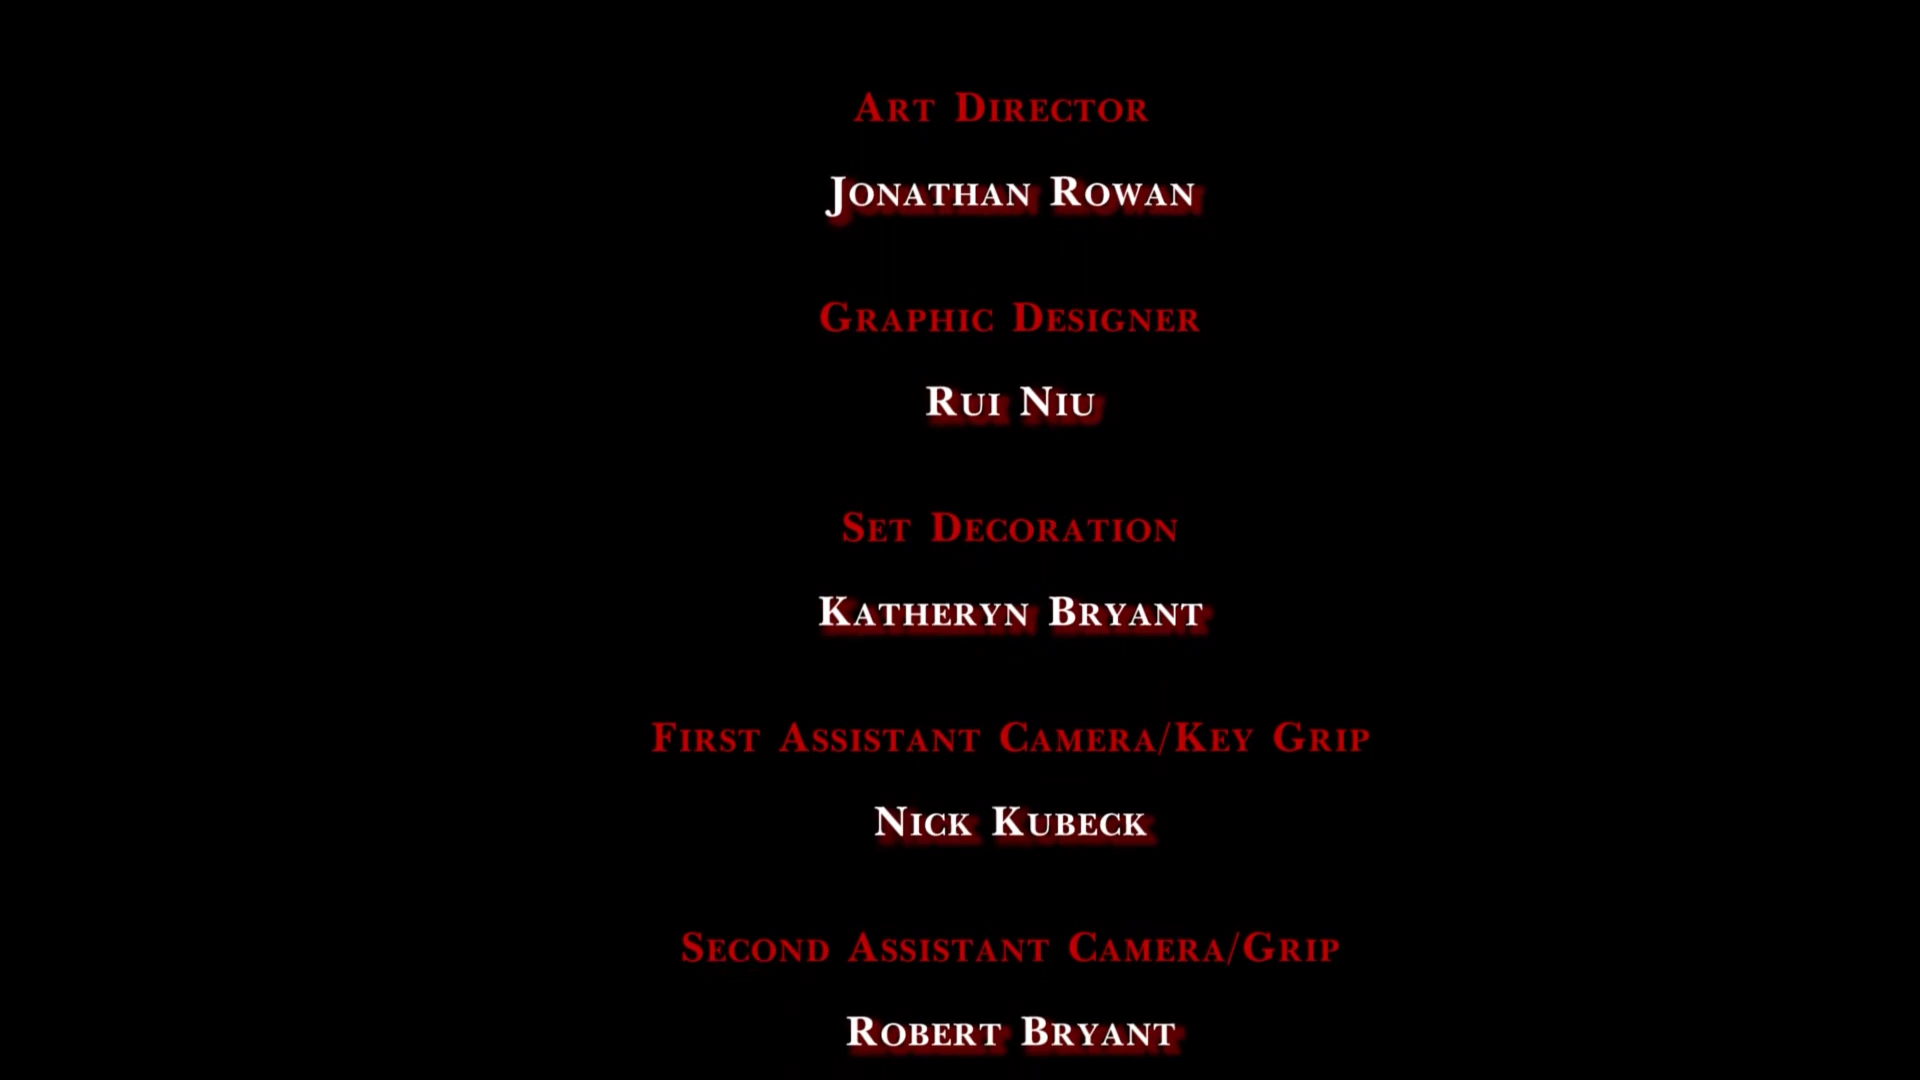 Art Director
Jonathan Rowan
Graphic Designer
Rui Niu
Set Decoration
Katheryn Bryant
First Assistant Camera/Key Grip
Nick Kubeck
Second Assistant Camera/Grip
Robert Bryant